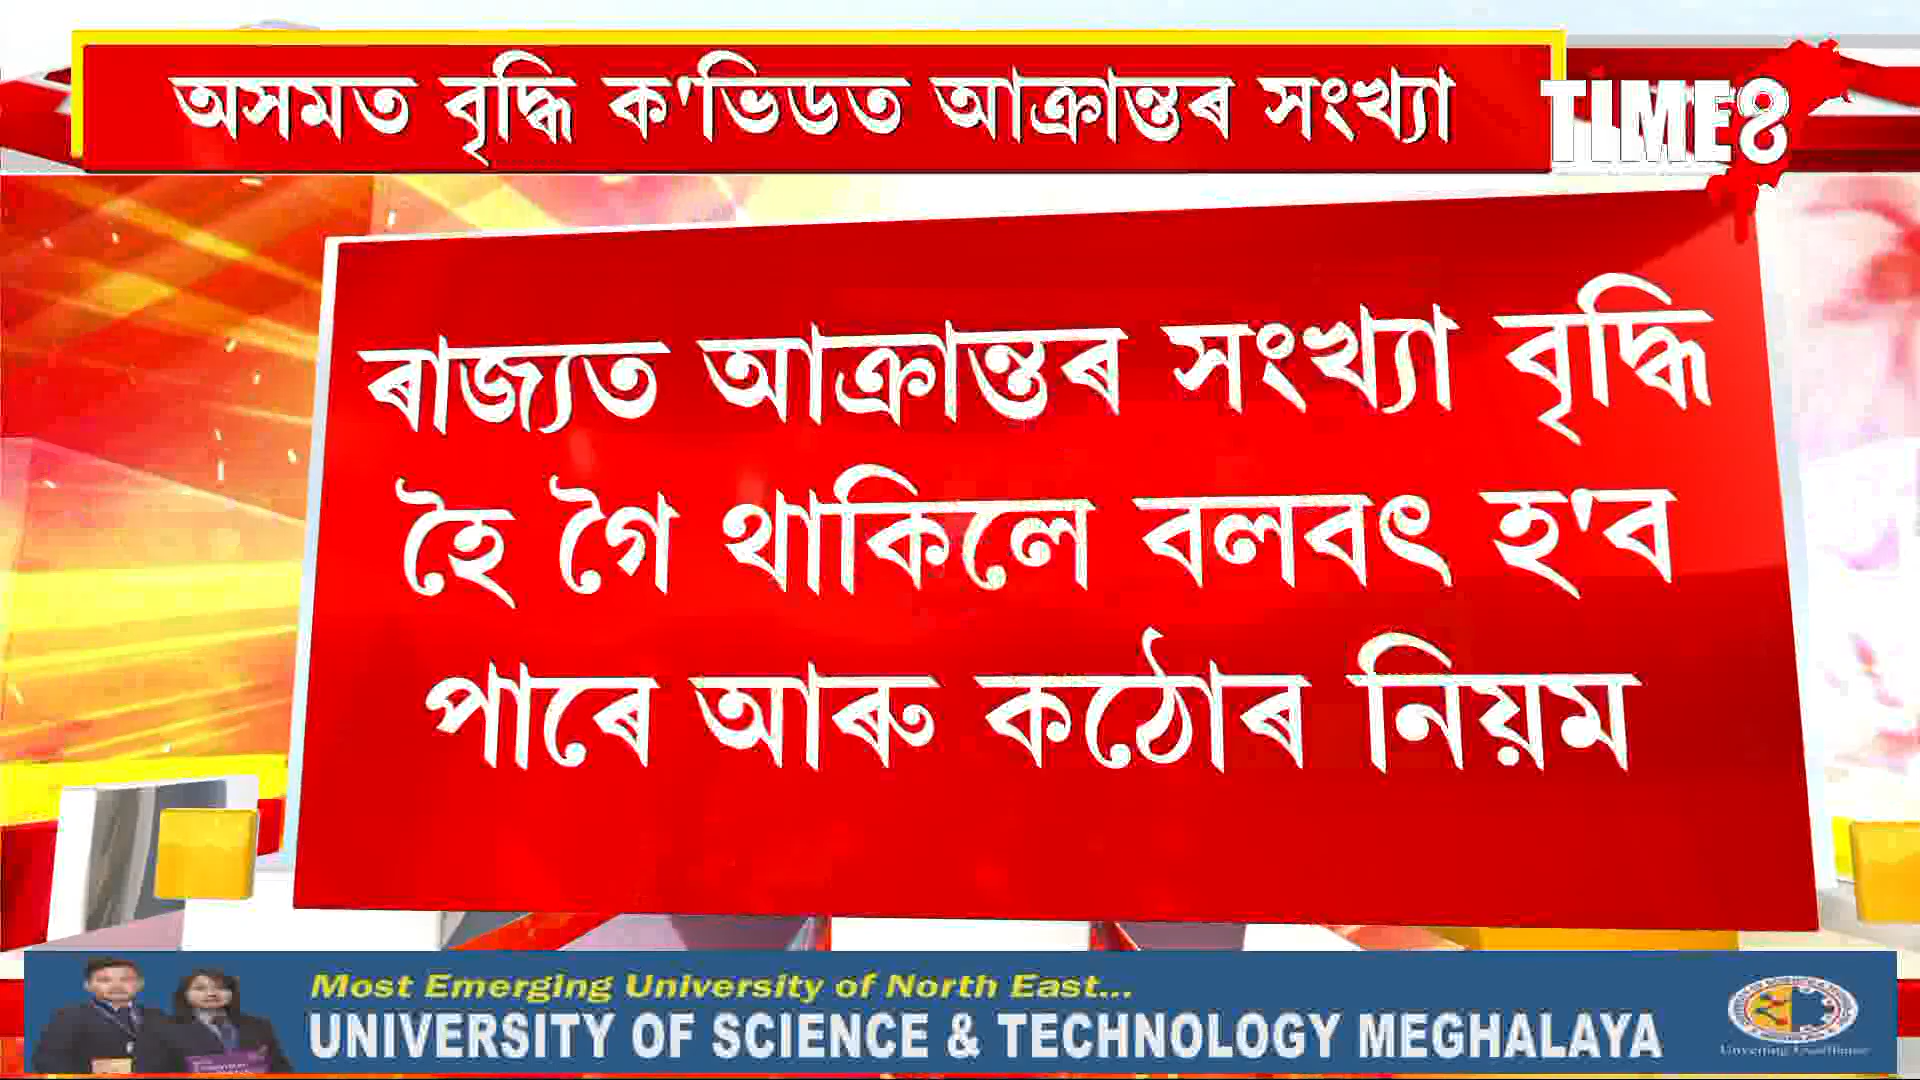 অসমত বৃদ্ধি ক'ভিডত আক্ৰান্তৰ সংখ্যা
TIME8
ৰাজ্যত আক্ৰান্তৰ সংখ্যা বৃদ্ধি
হৈ গৈ থাকিলে বলবৎ হ'ব
পাৰে আৰু কঠোৰ নিয়ম
Most Emerging University of North East...
UNIVERSITY OF SCIENCE & TECHNOLOGY MEGHALAYA